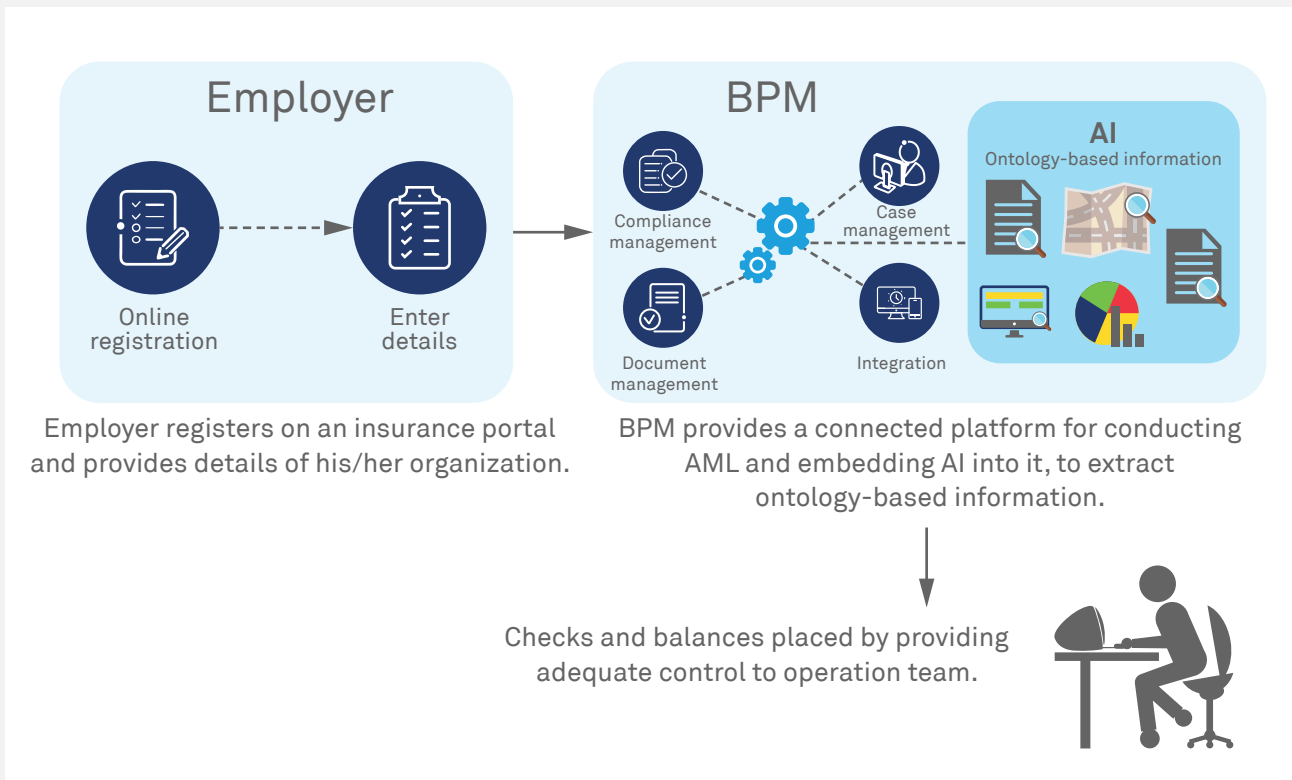 Employer
Online
registration
Enter
details
Employer registers on an insurance portal
and provides details of his/her organization.
BPM
Compliance
management
Case
management
Document
management
Integration
AI
Ontology-based information
BPM provides a connected platform for conducting
AML and embedding AI into it, to extract
ontology-based information.
Checks and balances placed by providing
adequate control to operation team.